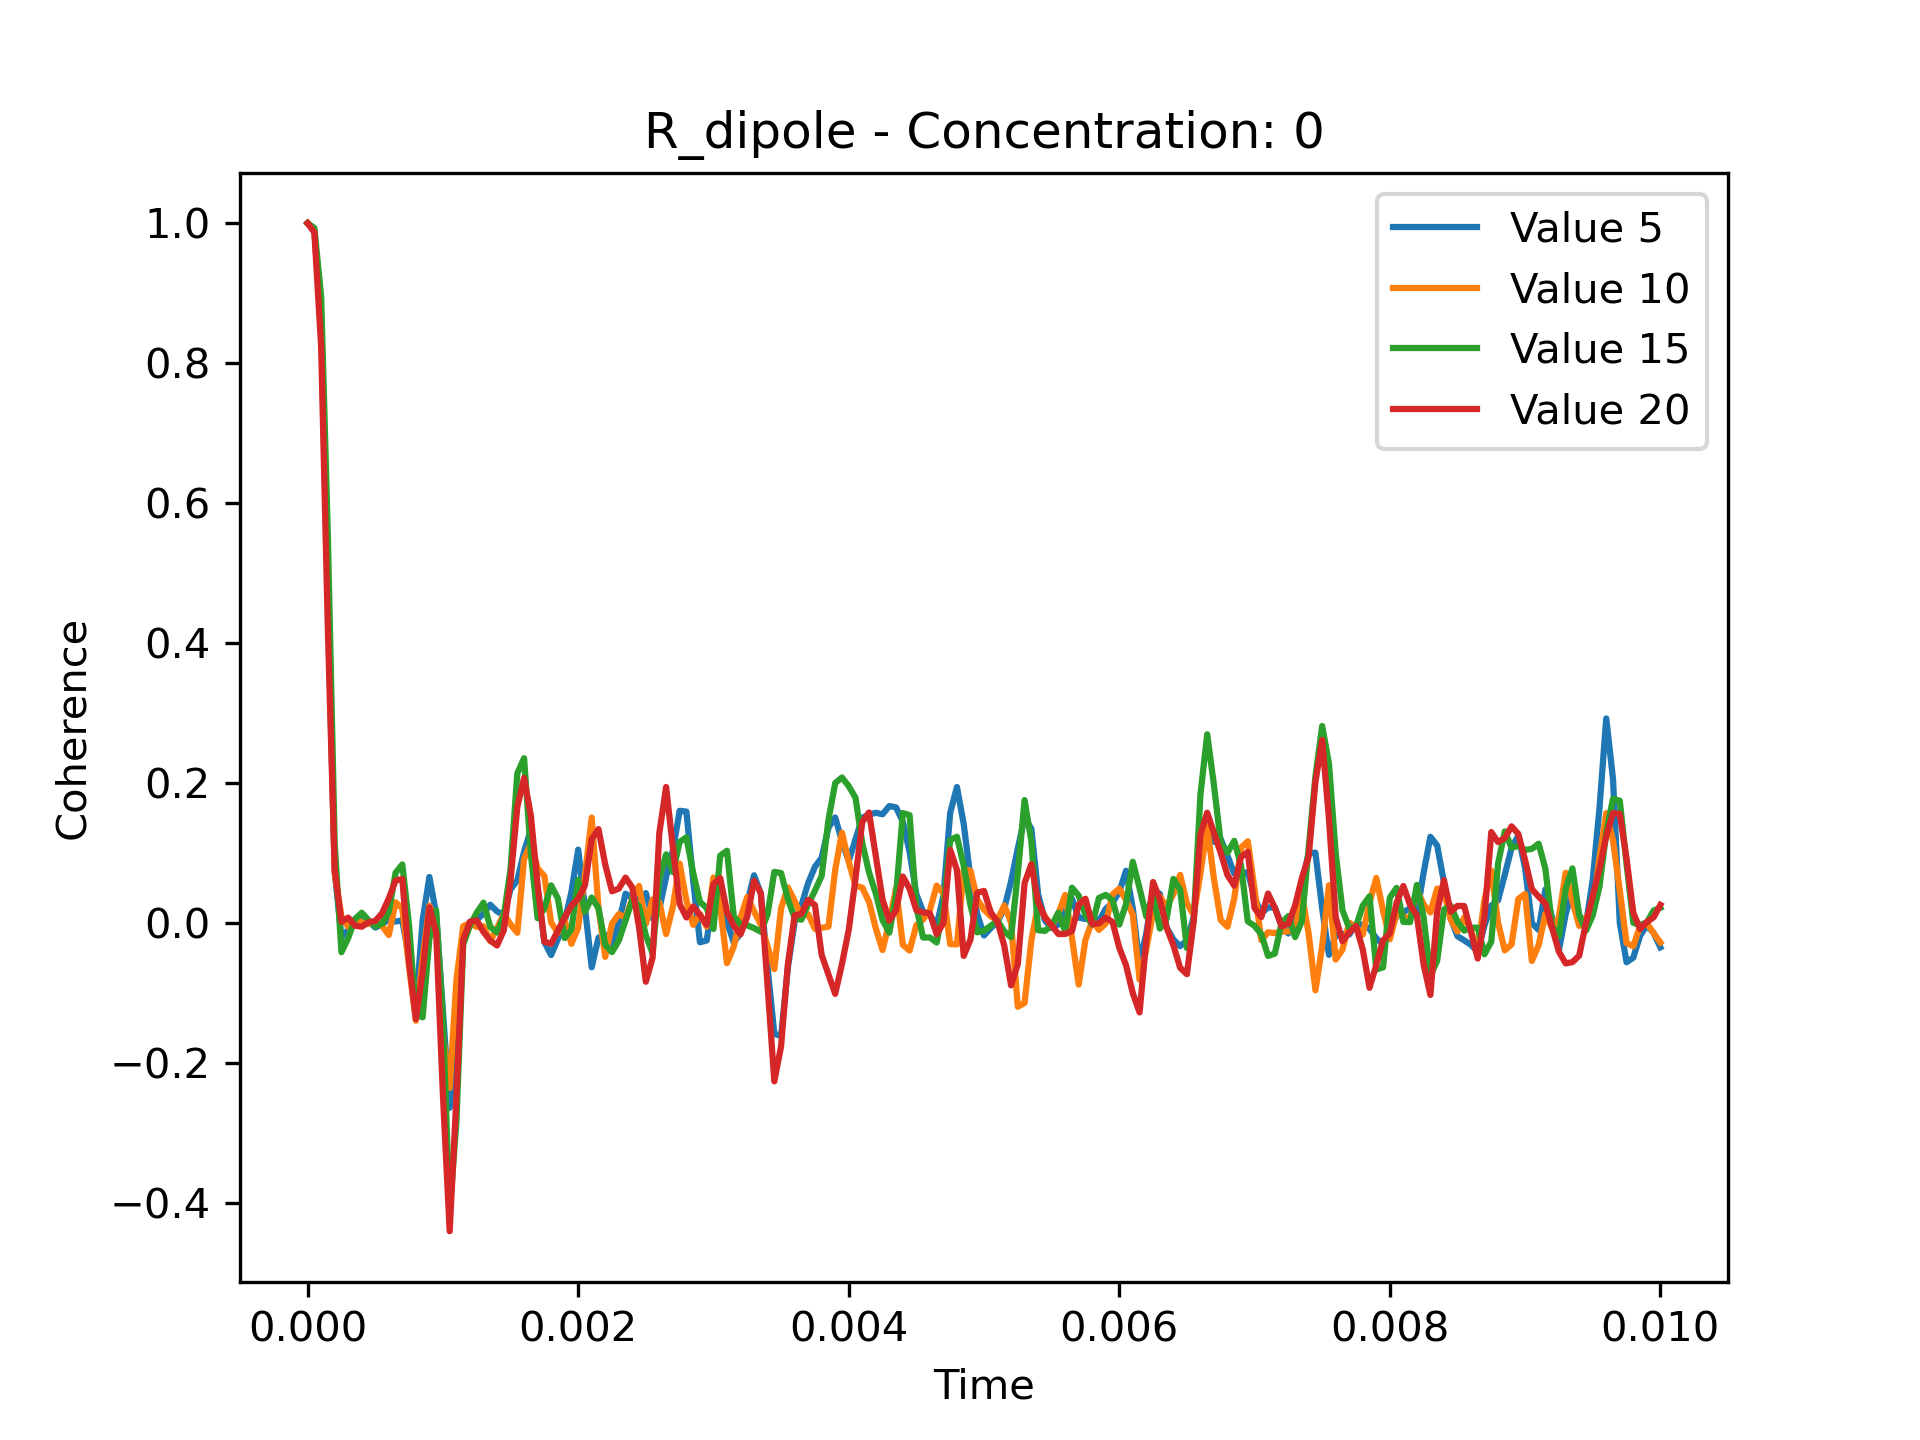 R_dipole - Concentration: 0
Value 5
Value 10
Value 15
Value 20
1.0
0.8
0.6
0.4
0.2
0.0
−0.2
−0.4
Coherence
0.000 0.002 0.004 0.006 0.008 0.010
Time